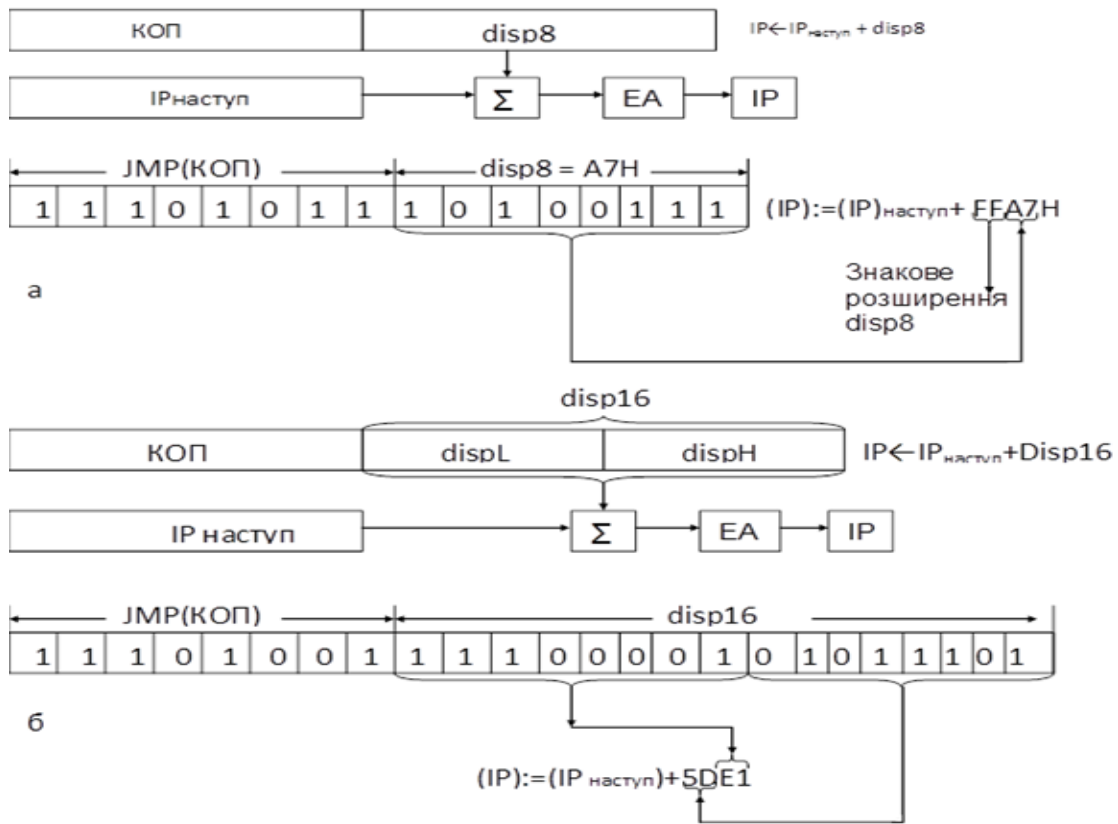 КОП disp8 IP←IPнаступ + disp8
IPнаступ Σ EA IP
JMP(КОП) disp8 = A7H
1 1 1 0 1 0 1 1 1 0 1 0 0 1 1 1 (IP):=(IP)наступ+ FFA7H
а
Знакове
розширення
disp8
disp16
КОП dispL dispH IP←IPнаступ+Disp16
IP наступ Σ EA IP
JMP(КОП) disp16
1 1 1 0 1 0 0 1 1 1 1 0 0 0 0 1 0 1 0 1 1 1 0 1
б
(IP):=(IP наступ)+5DE1